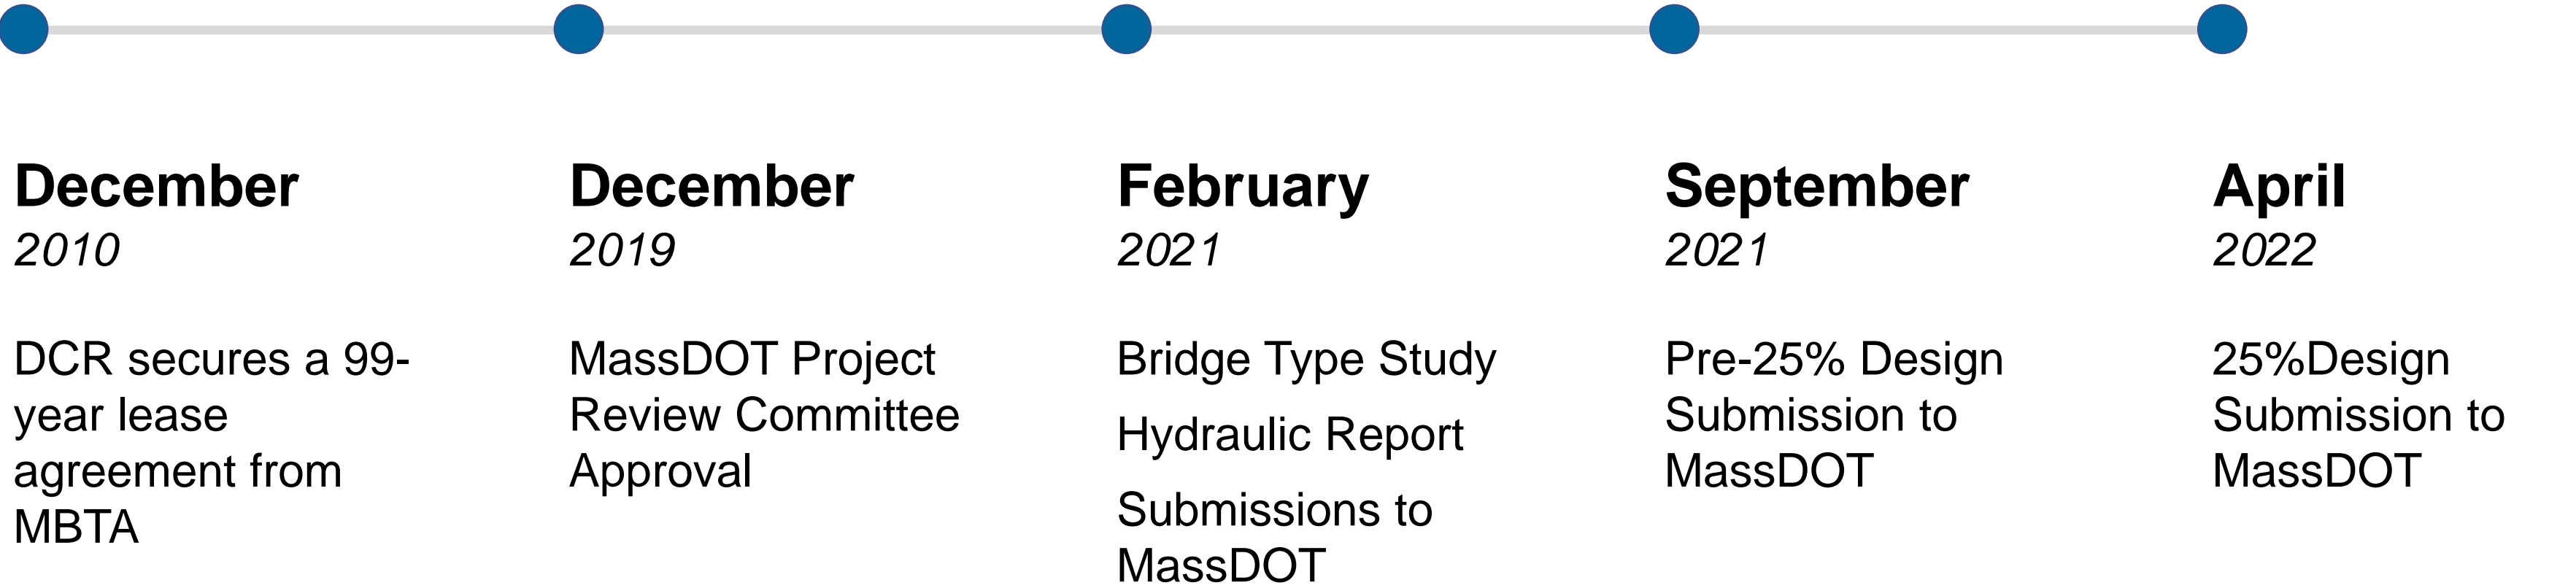 December
2010
DCR secures a 99-
year lease
agreement from
MBTA
December
2019
MassDOT Project
Review Committee
Approval
February
2021
Bridge Type Study
Hydraulic Report
Submissions to
MassDOT
September
2021
Pre-25% Design
Submission to
MassDOT
April
2022
25%Design
Submission to
MassDOT